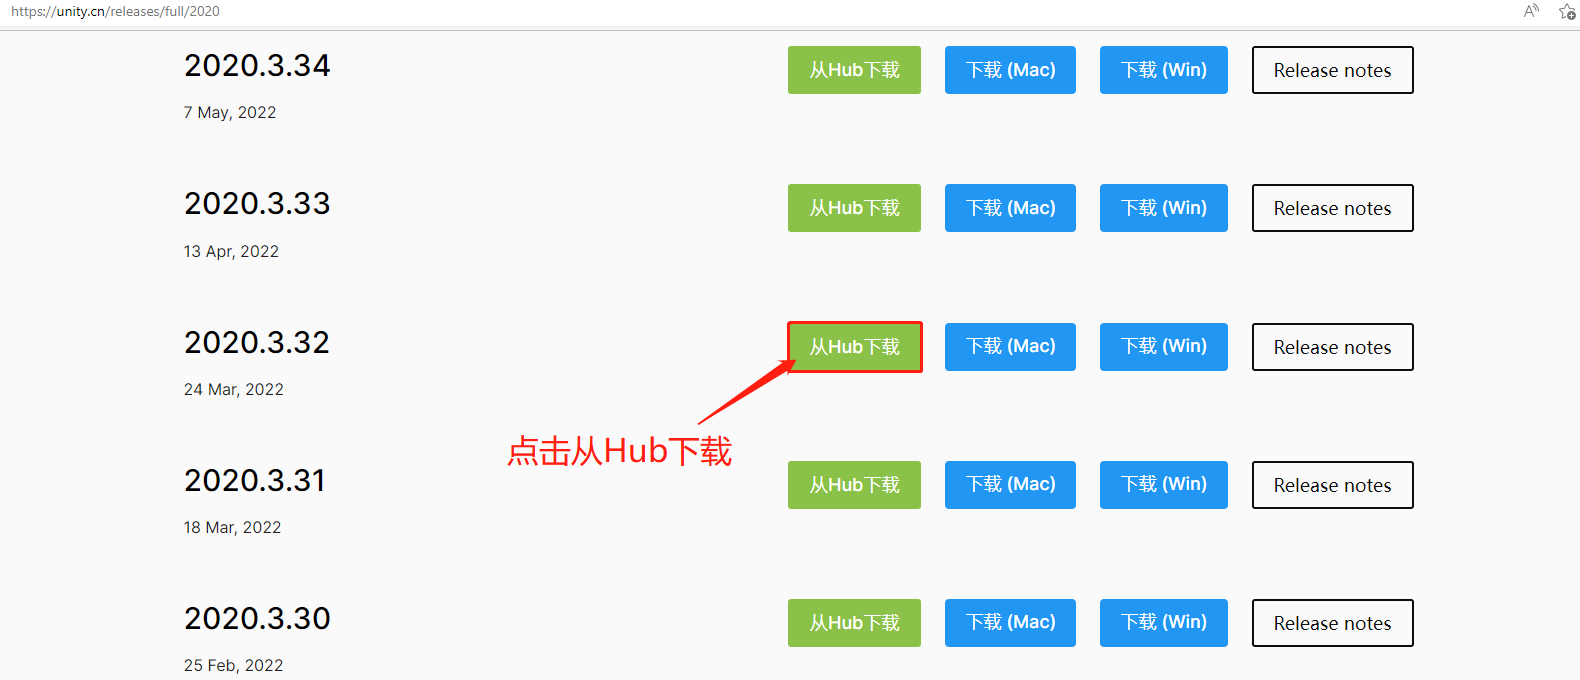 https://unity.cn/releases/full/2020
2020.3.34
从Hub下载
下载 (Mac)
下载 (Win)
Release notes
7 May, 2022
2020.3.33
从Hub下载
下载 (Mac)
下载 (Win)
Release notes
13 Apr, 2022
2020.3.32
从Hub下载
下载 (Mac)
下载 (Win)
Release notes
24 Mar, 2022
点击从Hub下载
2020.3.31
从Hub下载
下载 (Mac)
下载 (Win)
Release notes
18 Mar, 2022
2020.3.30
从Hub下载
下载 (Mac)
下载 (Win)
Release notes
25 Feb, 2022